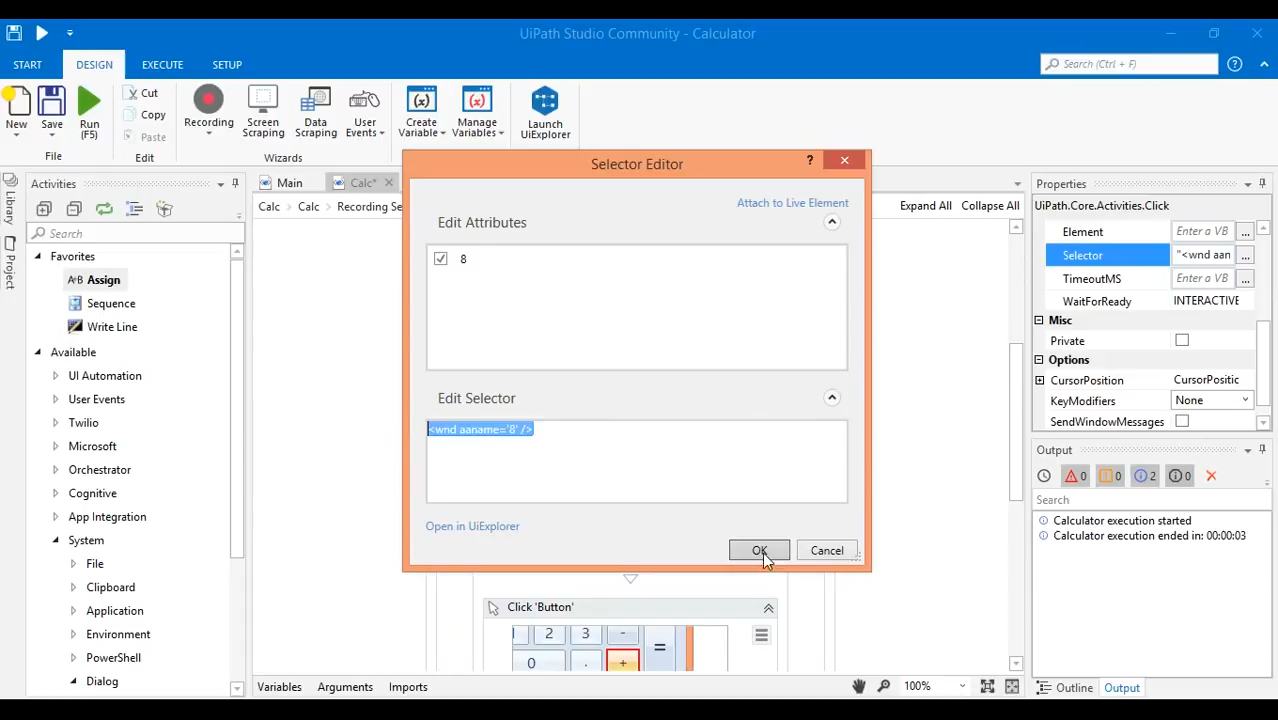 UiPath Studio Community - Calculator
START DESIGN EXECUTE SETUP
Search (Ctrl + F)
New
Save
Run
(F5)
Cut
Copy
Paste
Recording
Screen
Scraping
Data
Scraping
User
Events
Create
Variable
Manage
Variables
Launch
UiExplorer
File
Edit
Wizards
Library
Project
Activities
Search
Favorites
A+B Assign
Sequence
Write Line
Available
UI Automation
User Events
Twilio
Microsoft
Orchestrator
Cognitive
App Integration
System
File
Clipboard
Application
Environment
PowerShell
Dialog
Main
Calc*
Calc > Calc > Recording Se
Expand All Collapse All
Selector Editor
?
Attach to Live Element
Edit Attributes
8
Edit Selector
<wnd aaname='8' />
Open in UiExplorer
OK
Cancel
Click 'Button'
2 3 -
0 . +
=
Variables Arguments Imports
100%
Properties
UiPath.Core.Activities.Click
Element Enter a VB ...
Selector "<wnd aan ...
TimeoutMS Enter a VB ...
WaitForReady INTERACTIVE
Misc
Private
Options
CursorPosition CursorPositic
KeyModifiers None
SendWindowMessages
Output
0 0 2 0
Search
Calculator execution started
Calculator execution ended in: 00:00:03
Outline Output